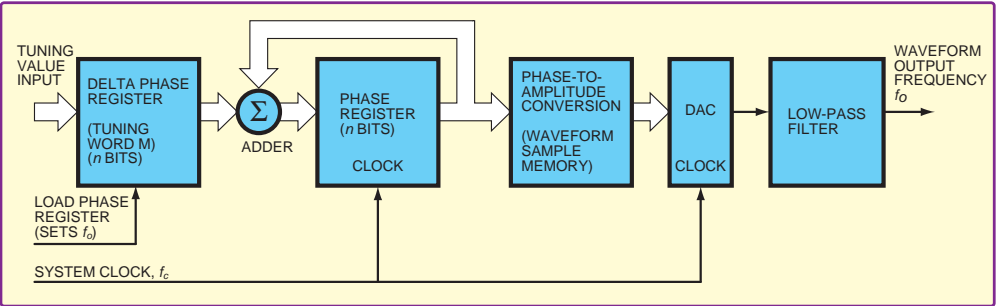 TUNING
VALUE
INPUT
DELTA PHASE
REGISTER
(TUNING
WORD M)
(n BITS)
Σ
ADDER
PHASE
REGISTER
(n BITS)
CLOCK
PHASE-TO-
AMPLITUDE
CONVERSION
(WAVEFORM
SAMPLE
MEMORY)
DAC
CLOCK
LOW-PASS
FILTER
WAVEFORM
OUTPUT
FREQUENCY
fo
LOAD PHASE
REGISTER
(SETS fo)
SYSTEM CLOCK, fc